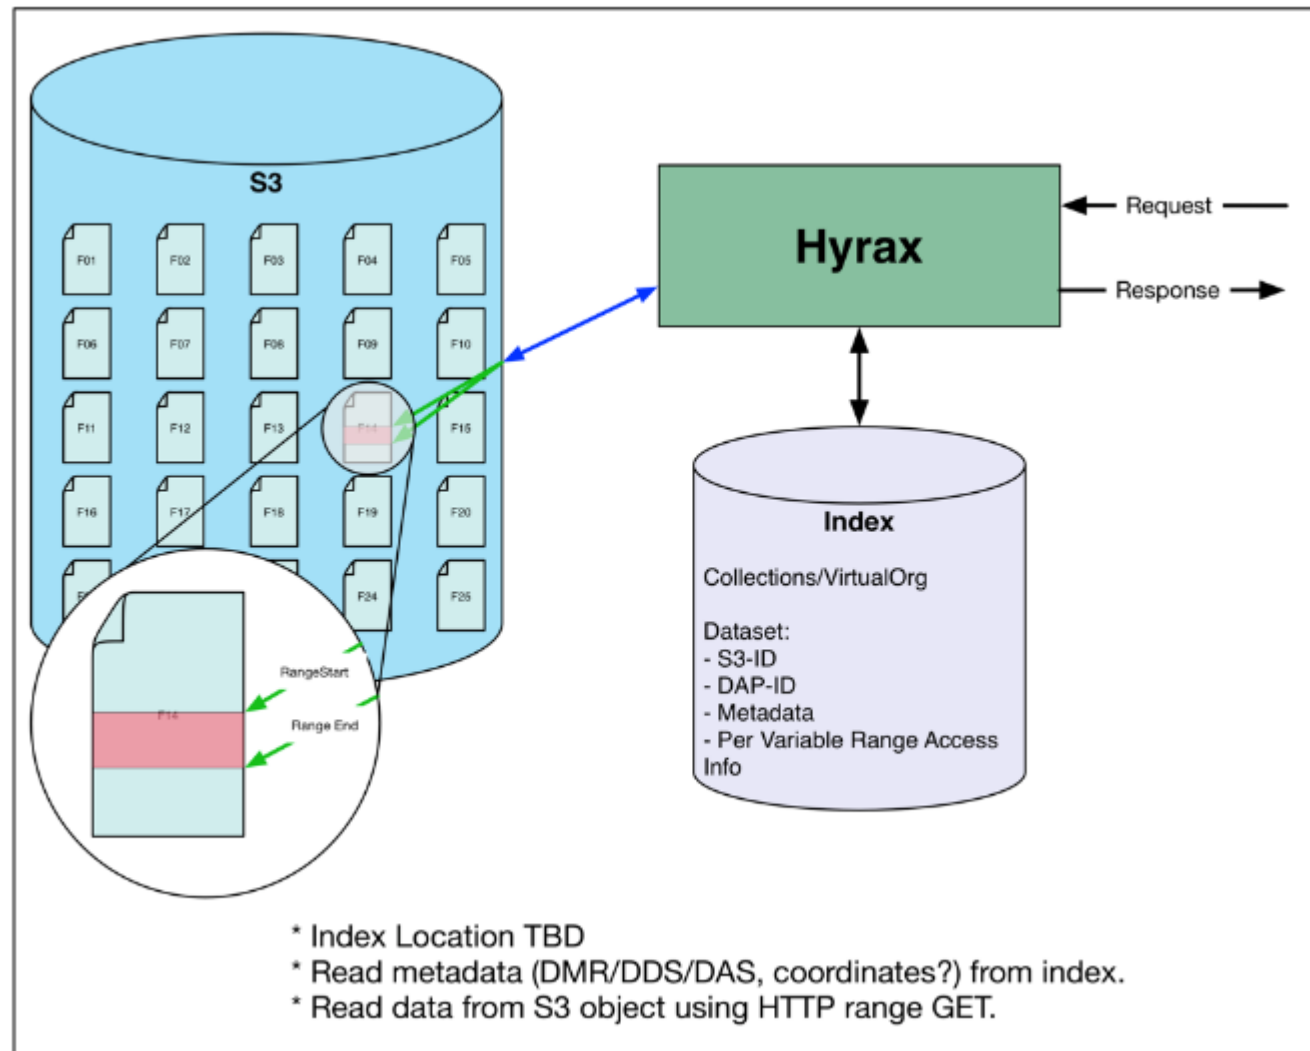 S3
F01
F02
F03
F04
F05
F06
F07
F08
F09
F10
F11
F12
F13
F14
F15
F16
F17
F18
F19
F20
F24
F25
RangeStart
F14
Range End
Hyrax
Request
Response
Index
Collections/VirtualOrg
Dataset:
- S3-ID
- DAP-ID
- Metadata
- Per Variable Range Access
Info
* Index Location TBD
* Read metadata (DMR/DDS/DAS, coordinates?) from index.
* Read data from S3 object using HTTP range GET.